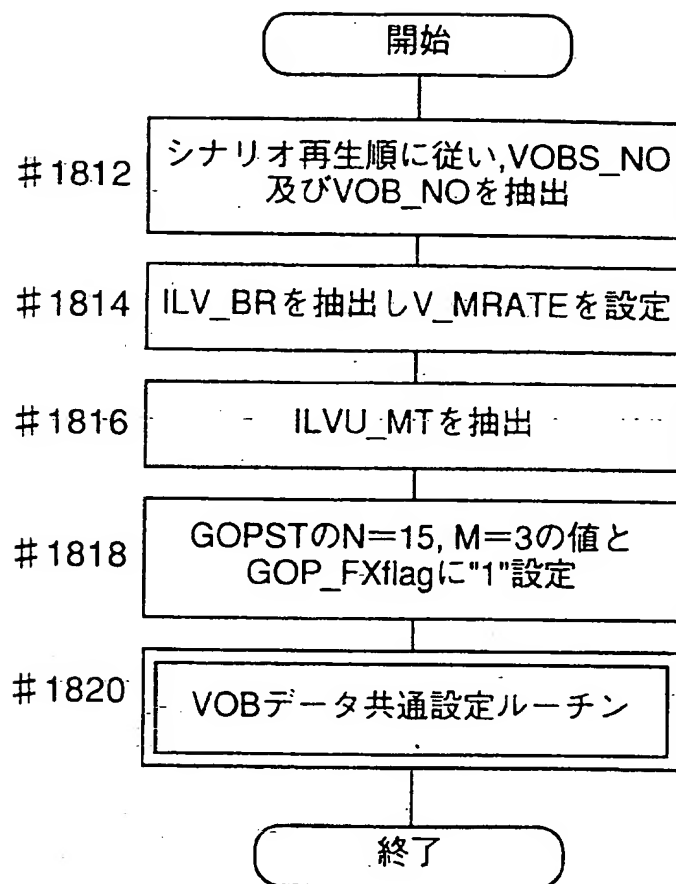 開始
#1812
シナリオ再生順に従い,VOBS_NO
及びVOB_NOを抽出
#1814
ILV_BRを抽出しV_MRATEを設定
#1816
ILVU_MTを抽出
#1818
GOPSTのN=15, M=3の値と
GOP_FXflagに"1"設定
#1820
VOBデータ共通設定ルーチン
終了